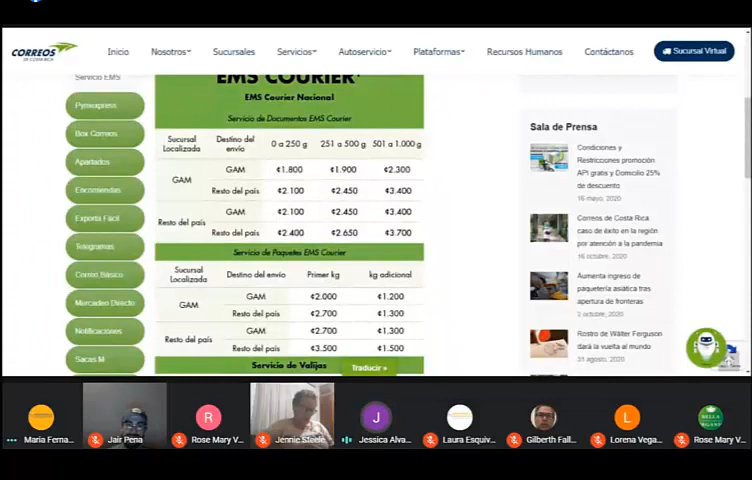 CORREOS
DE COSTA RICA
Inicio
Nosotros
Sucursales
Servicios
Autoservicio
Plataformas
Recursos Humanos
Contáctanos
Sucursal Virtual
Servicio EMS
Pymexpress
Box Correos
Apartados
Encomiendas
Exporta Fácil
Telegramas
Correo Básico
Mercadeo Directo
Notificaciones
Sacas M
EMS COURIER
EMS Courier Nacional
Servicio de Documentos EMS Courier
Sucursal Localizada Destino del envío 0 a 250 g 251 a 500 g 501 a 1.000 g
GAM GAM ¢1.800 ¢1.900 ¢2.300
Resto del país ¢2.100 ¢2.450 ¢3.400
Resto del país GAM ¢2.100 ¢2.450 ¢3.400
Resto del país ¢2.400 ¢2.650 ¢3.700
Servicio de Paquetes EMS Courier
Sucursal Localizada Destino del envío Primer kg kg adicional
GAM GAM ¢2.000 ¢1.200
Resto del país ¢2.700 ¢1.300
Resto del país GAM ¢2.700 ¢1.300
Resto del país ¢3.500 ¢1.500
Servicio de Valijas
Traducir »
Sala de Prensa
Condiciones y
Restricciones promoción
API gratis y Domicilio 25%
de descuento
16 mayo, 2020
Correos de Costa Rica
caso de éxito en la región
por atención a la pandemia
16 octubre, 2020
Aumenta ingreso de
paquetería asiática tras
apertura de fronteras
2 octubre, 2020
Rostro de Walter Ferguson
dará la vuelta al mundo
31 agosto, 2020
Maria Ferna...
Jair Pena
R
Rose Mary V...
Jennie Steele
J
Jessica Alva...
Laura Esquiv...
Gilberth Fall...
L
Lorena Vega...
BELLA
Rose Mary V...